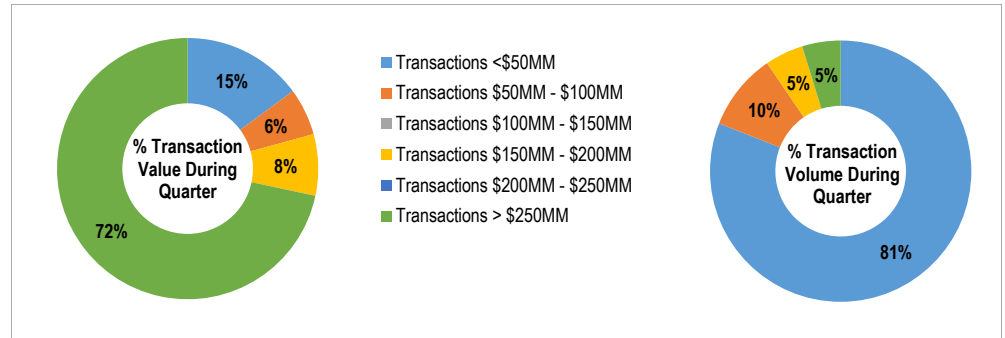 15%
6%
8%
72%
% Transaction
Value During
Quarter
Transactions <$50MM
Transactions $50MM - $100MM
Transactions $100MM - $150MM
Transactions $150MM - $200MM
Transactions $200MM - $250MM
Transactions > $250MM
5%
5%
10%
81%
% Transaction
Volume During
Quarter